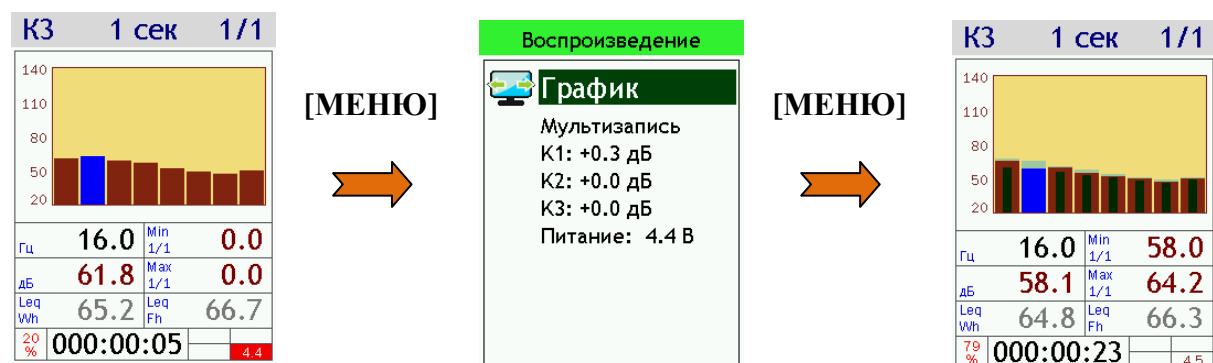 К3 1 сек 1/1
140
110
80
50
20
Гц 16.0 Min 1/1 0.0
дБ 61.8 Max 1/1 0.0
Leq Wh 65.2 Leq Fh 66.7
20 % 000:00:05 4.4
[МЕНЮ]
Воспроизведение
График
Мультизапись
К1: +0.3 дБ
К2: +0.0 дБ
К3: +0.0 дБ
Питание: 4.4 В
[МЕНЮ]
К3 1 сек 1/1
140
110
80
50
20
Гц 16.0 Min 1/1 58.0
дБ 58.1 Max 1/1 64.2
Leq Wh 64.8 Leq Fh 66.3
79 % 000:00:23 4.5